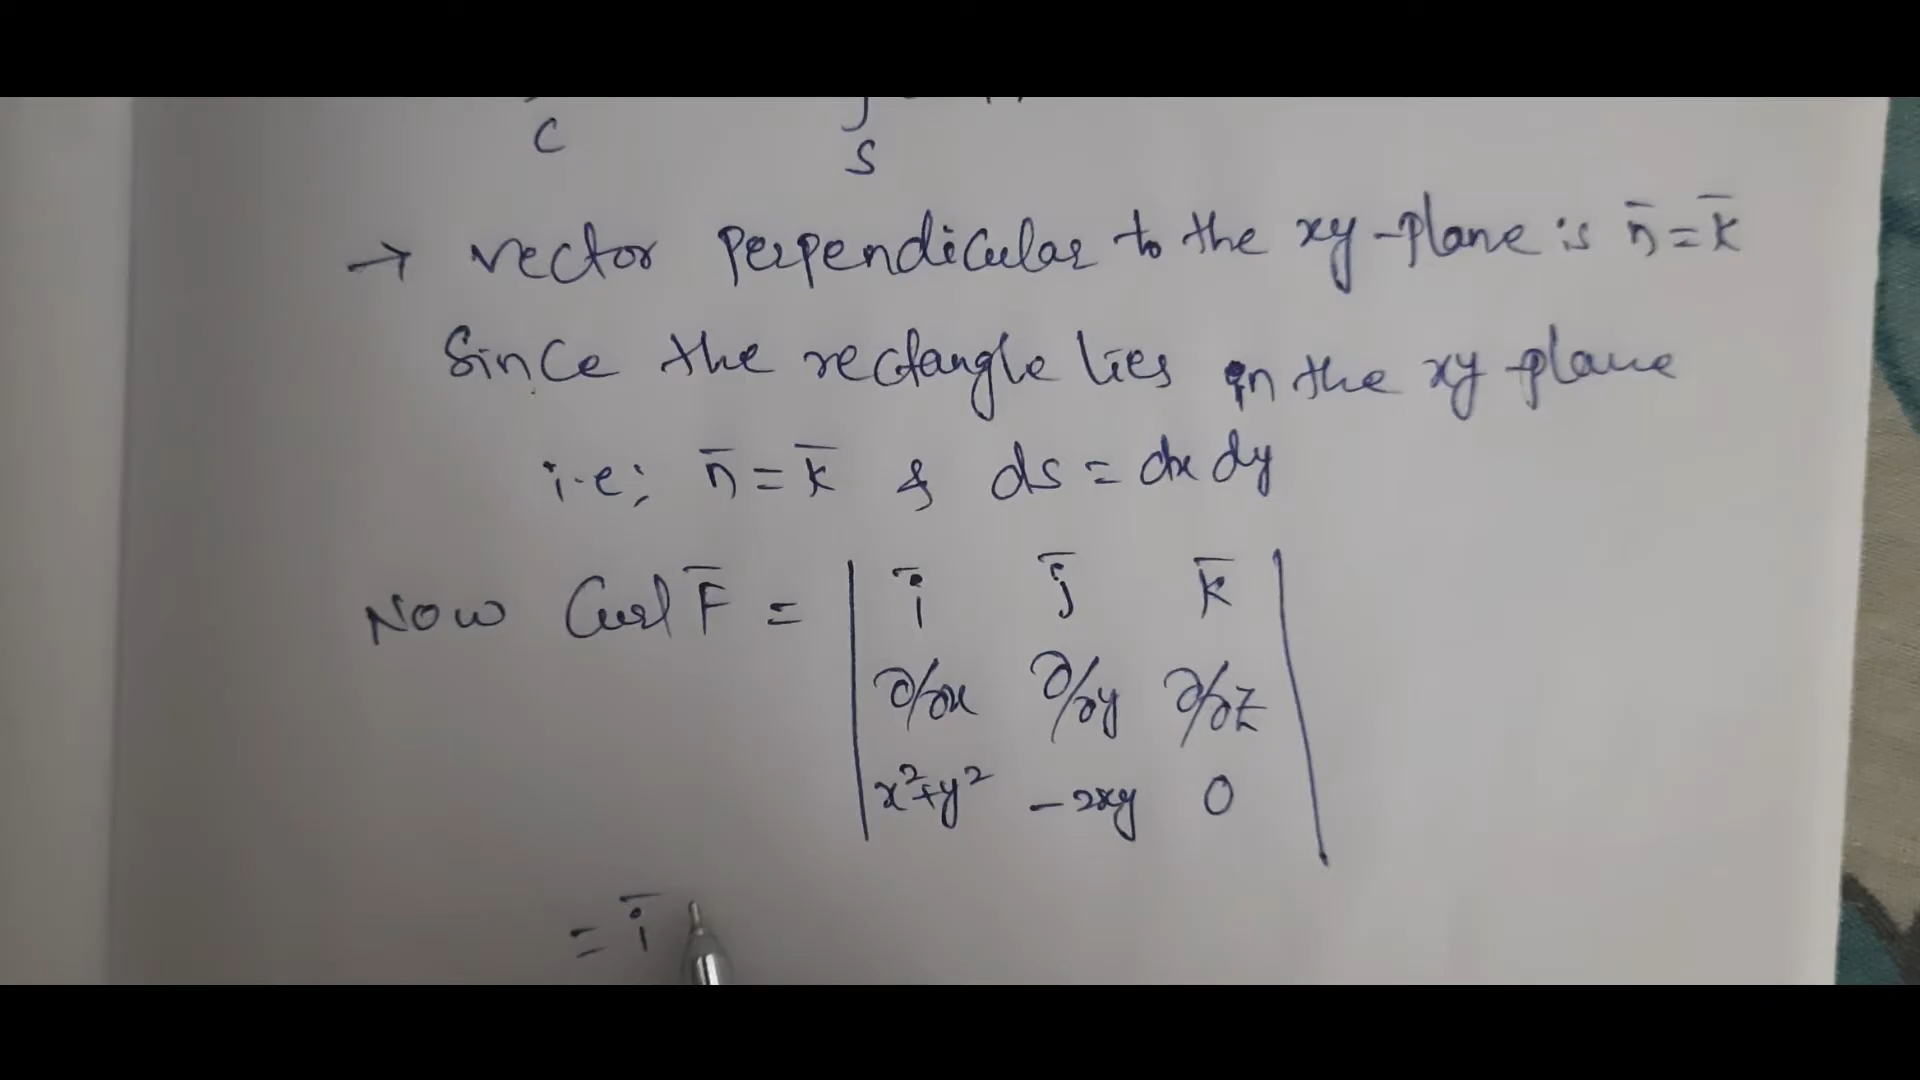 C S
→ vector perpendicular to the xy-plane is n̄ = k̄
Since the rectangle lies in the xy-plane
i.e; n̄ = k̄ & ds = dx dy
Now Curl F̄ = | ī j̄ k̄ |
∂/∂x ∂/∂y ∂/∂z
x²+y² -2xy 0
= ī